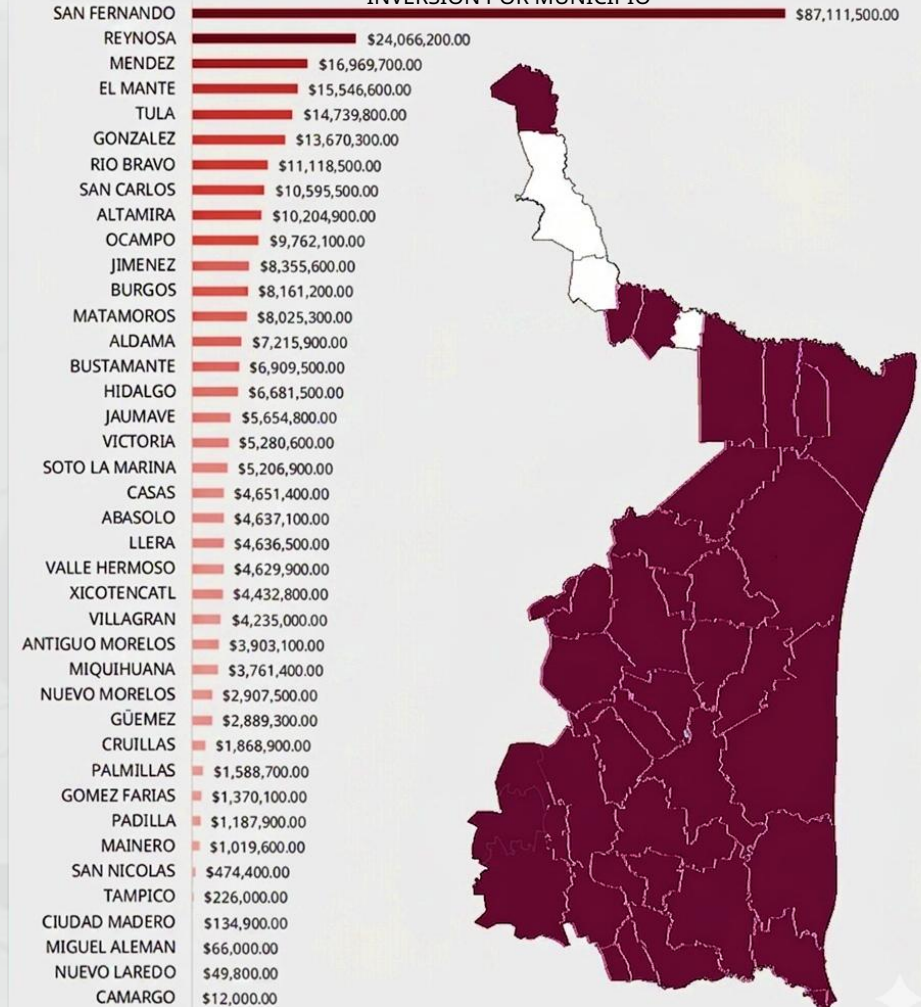 INVERSIÓN POR MUNICIPIO
SAN FERNANDO $87,111,500.00
REYNOSA $24,066,200.00
MENDEZ $16,969,700.00
EL MANTE $15,546,600.00
TULA $14,739,800.00
GONZALEZ $13,670,300.00
RIO BRAVO $11,118,500.00
SAN CARLOS $10,595,500.00
ALTAMIRA $10,204,900.00
OCAMPO $9,762,100.00
JIMENEZ $8,355,600.00
BURGOS $8,161,200.00
MATAMOROS $8,025,300.00
ALDAMA $7,215,900.00
BUSTAMANTE $6,909,500.00
HIDALGO $6,681,500.00
JAUMAVE $5,654,800.00
VICTORIA $5,280,600.00
SOTO LA MARINA $5,206,900.00
CASAS $4,651,400.00
ABASOLO $4,637,100.00
LLERA $4,636,500.00
VALLE HERMOSO $4,629,900.00
XICOTENCATL $4,432,800.00
VILLAGRAN $4,235,000.00
ANTIGUO MORELOS $3,903,100.00
MIQUIHUANA $3,761,400.00
NUEVO MORELOS $2,907,500.00
GÜEMEZ $2,889,300.00
CRUILLAS $1,868,900.00
PALMILLAS $1,588,700.00
GOMEZ FARIAS $1,370,100.00
PADILLA $1,187,900.00
MAINERO $1,019,600.00
SAN NICOLAS $474,400.00
TAMPICO $226,000.00
CIUDAD MADERO $134,900.00
MIGUEL ALEMAN $66,000.00
NUEVO LAREDO $49,800.00
CAMARGO $12,000.00